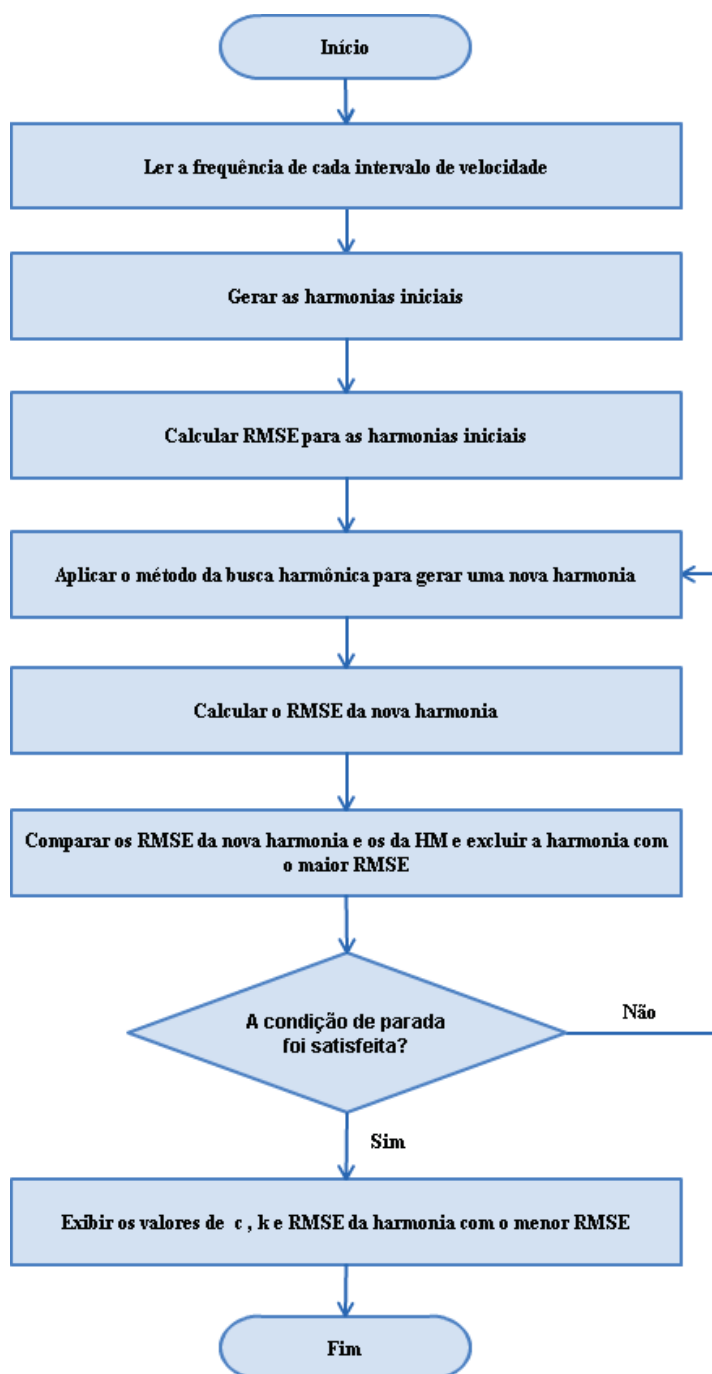 Início
Ler a frequência de cada intervalo de velocidade
Gerar as harmonias iniciais
Calcular RMSE para as harmonias iniciais
Aplicar o método da busca harmônica para gerar uma nova harmonia
Calcular o RMSE da nova harmonia
Comparar os RMSE da nova harmonia e os da HM e excluir a harmonia com
o maior RMSE
A condição de parada
foi satisfeita?
Não
Sim
Exibir os valores de c , k e RMSE da harmonia com o menor RMSE
Fim